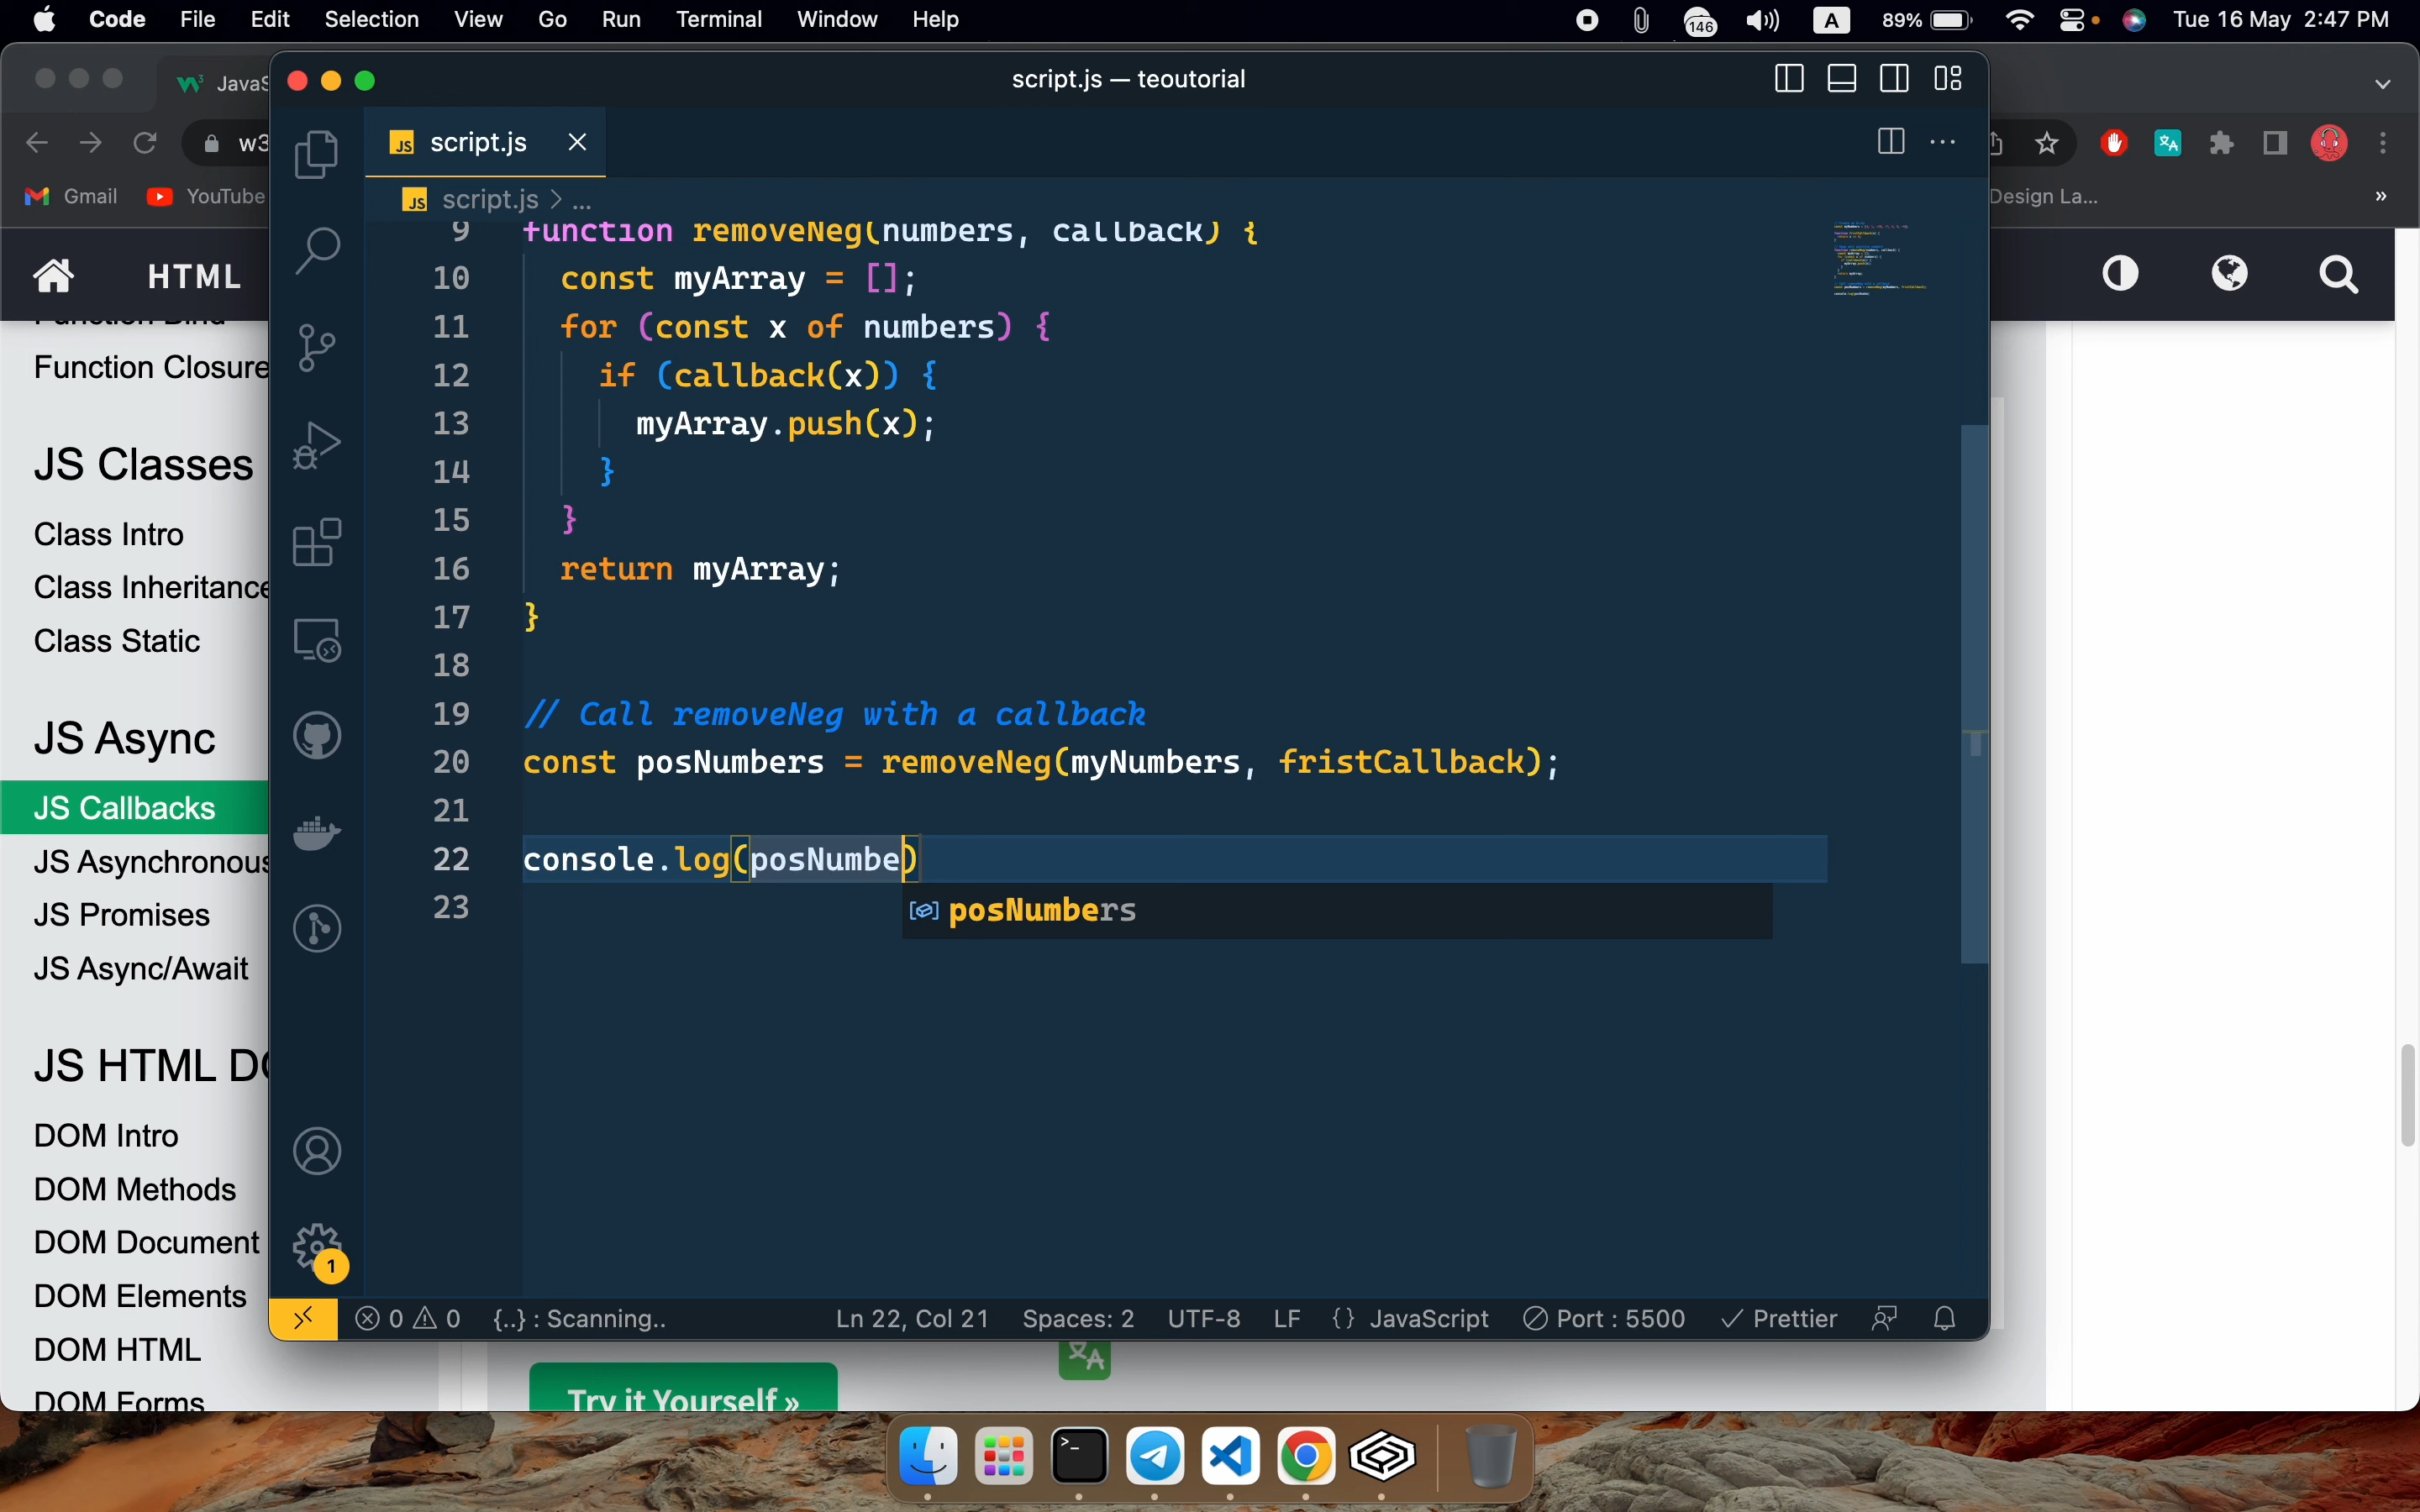 Code File Edit Selection View Go Run Terminal Window Help 146 A 89% Tue 16 May 2:47 PM
JavaS
script.js — teoutorial
w3
JS script.js
Gmail YouTube
JS script.js > ...
Design La...
»
HTML
9 function removeNeg(numbers, callback) {
10 const myArray = [];
11 for (const x of numbers) {
12 if (callback(x)) {
13 myArray.push(x);
14 }
15 }
16 return myArray;
17 }
18
19 // Call removeNeg with a callback
20 const posNumbers = removeNeg(myNumbers, fristCallback);
21
22 console.log(posNumbe)
23
posNumbers
Function Bind
Function Closure
JS Classes
Class Intro
Class Inheritance
Class Static
JS Async
JS Callbacks
JS Asynchronous
JS Promises
JS Async/Await
JS HTML DO
DOM Intro
DOM Methods
DOM Document
DOM Elements
DOM HTML
DOM Forms
1
0 0 {..} : Scanning.. Ln 22, Col 21 Spaces: 2 UTF-8 LF {} JavaScript Port : 5500 Prettier
Try it Yourself »